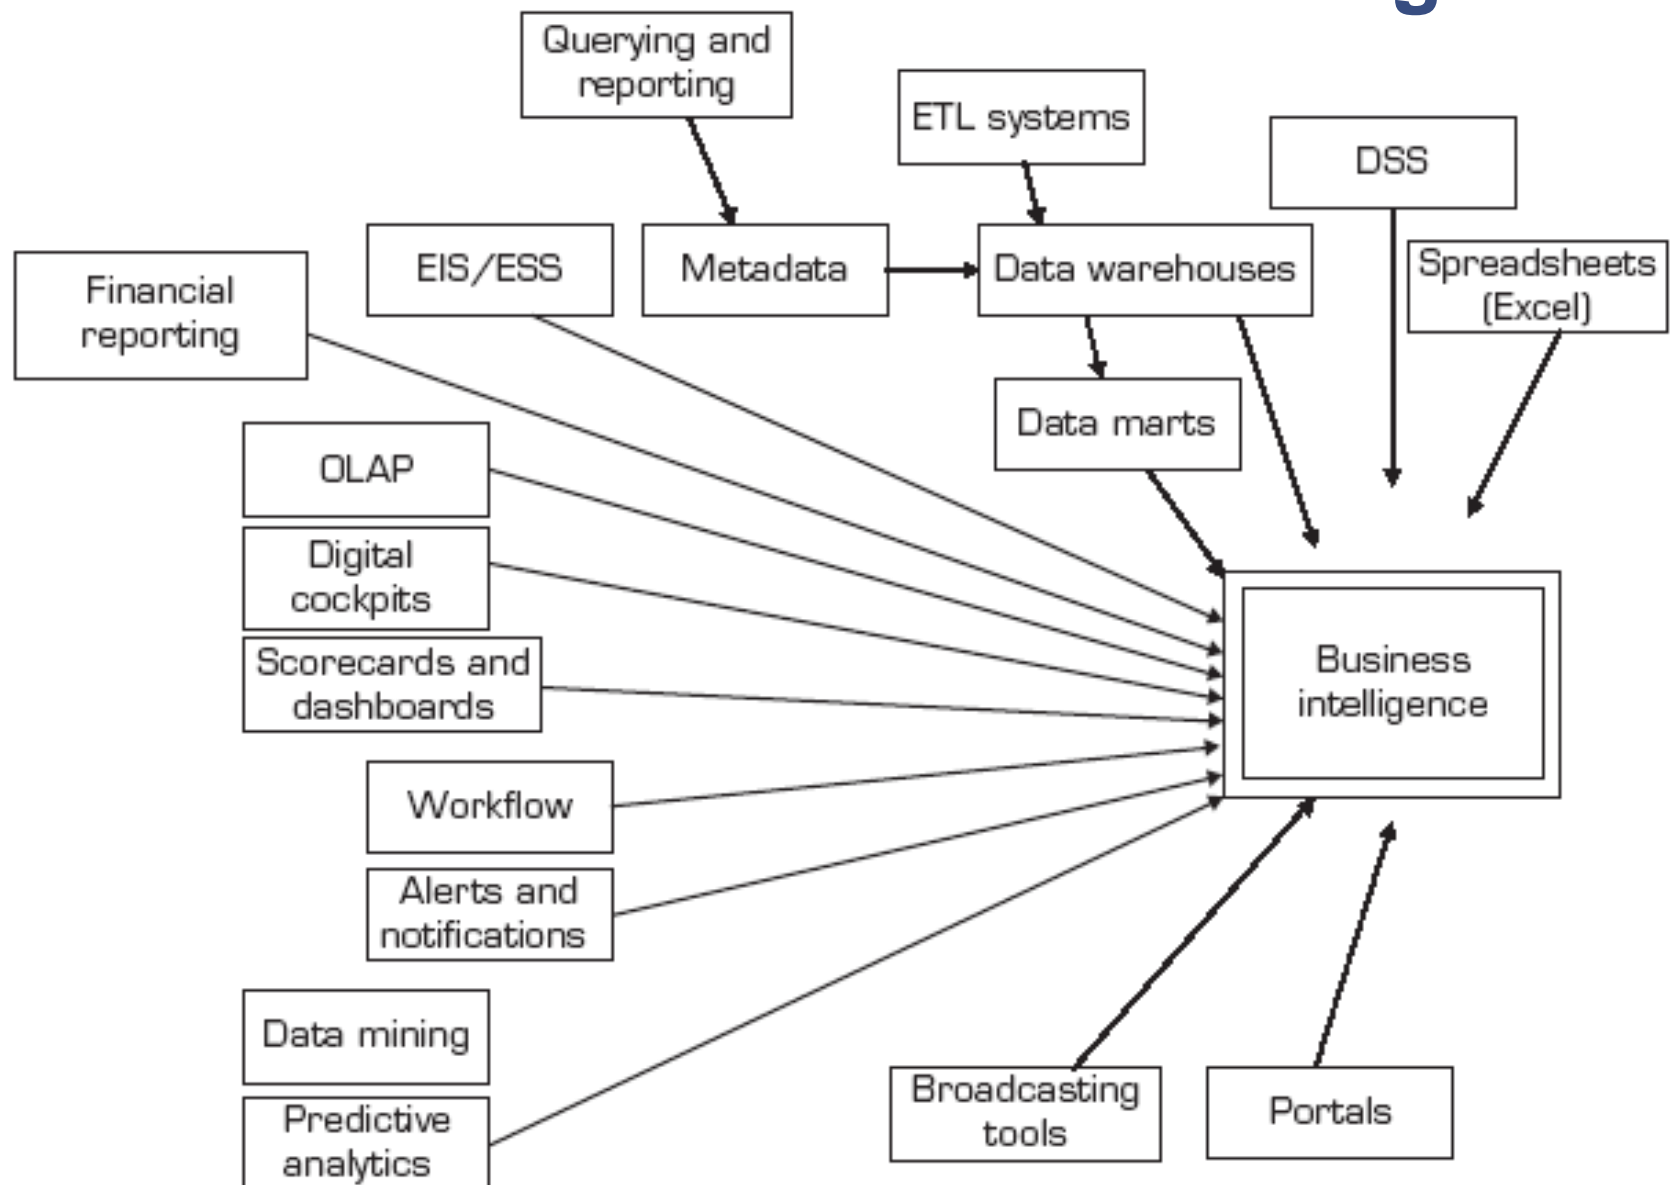 Querying and
reporting
ETL systems
DSS
EIS/ESS
Metadata
Data warehouses
Spreadsheets
(Excel)
Financial
reporting
Data marts
OLAP
Digital
cockpits
Scorecards and
dashboards
Business
intelligence
Workflow
Alerts and
notifications
Data mining
Predictive
analytics
Broadcasting
tools
Portals